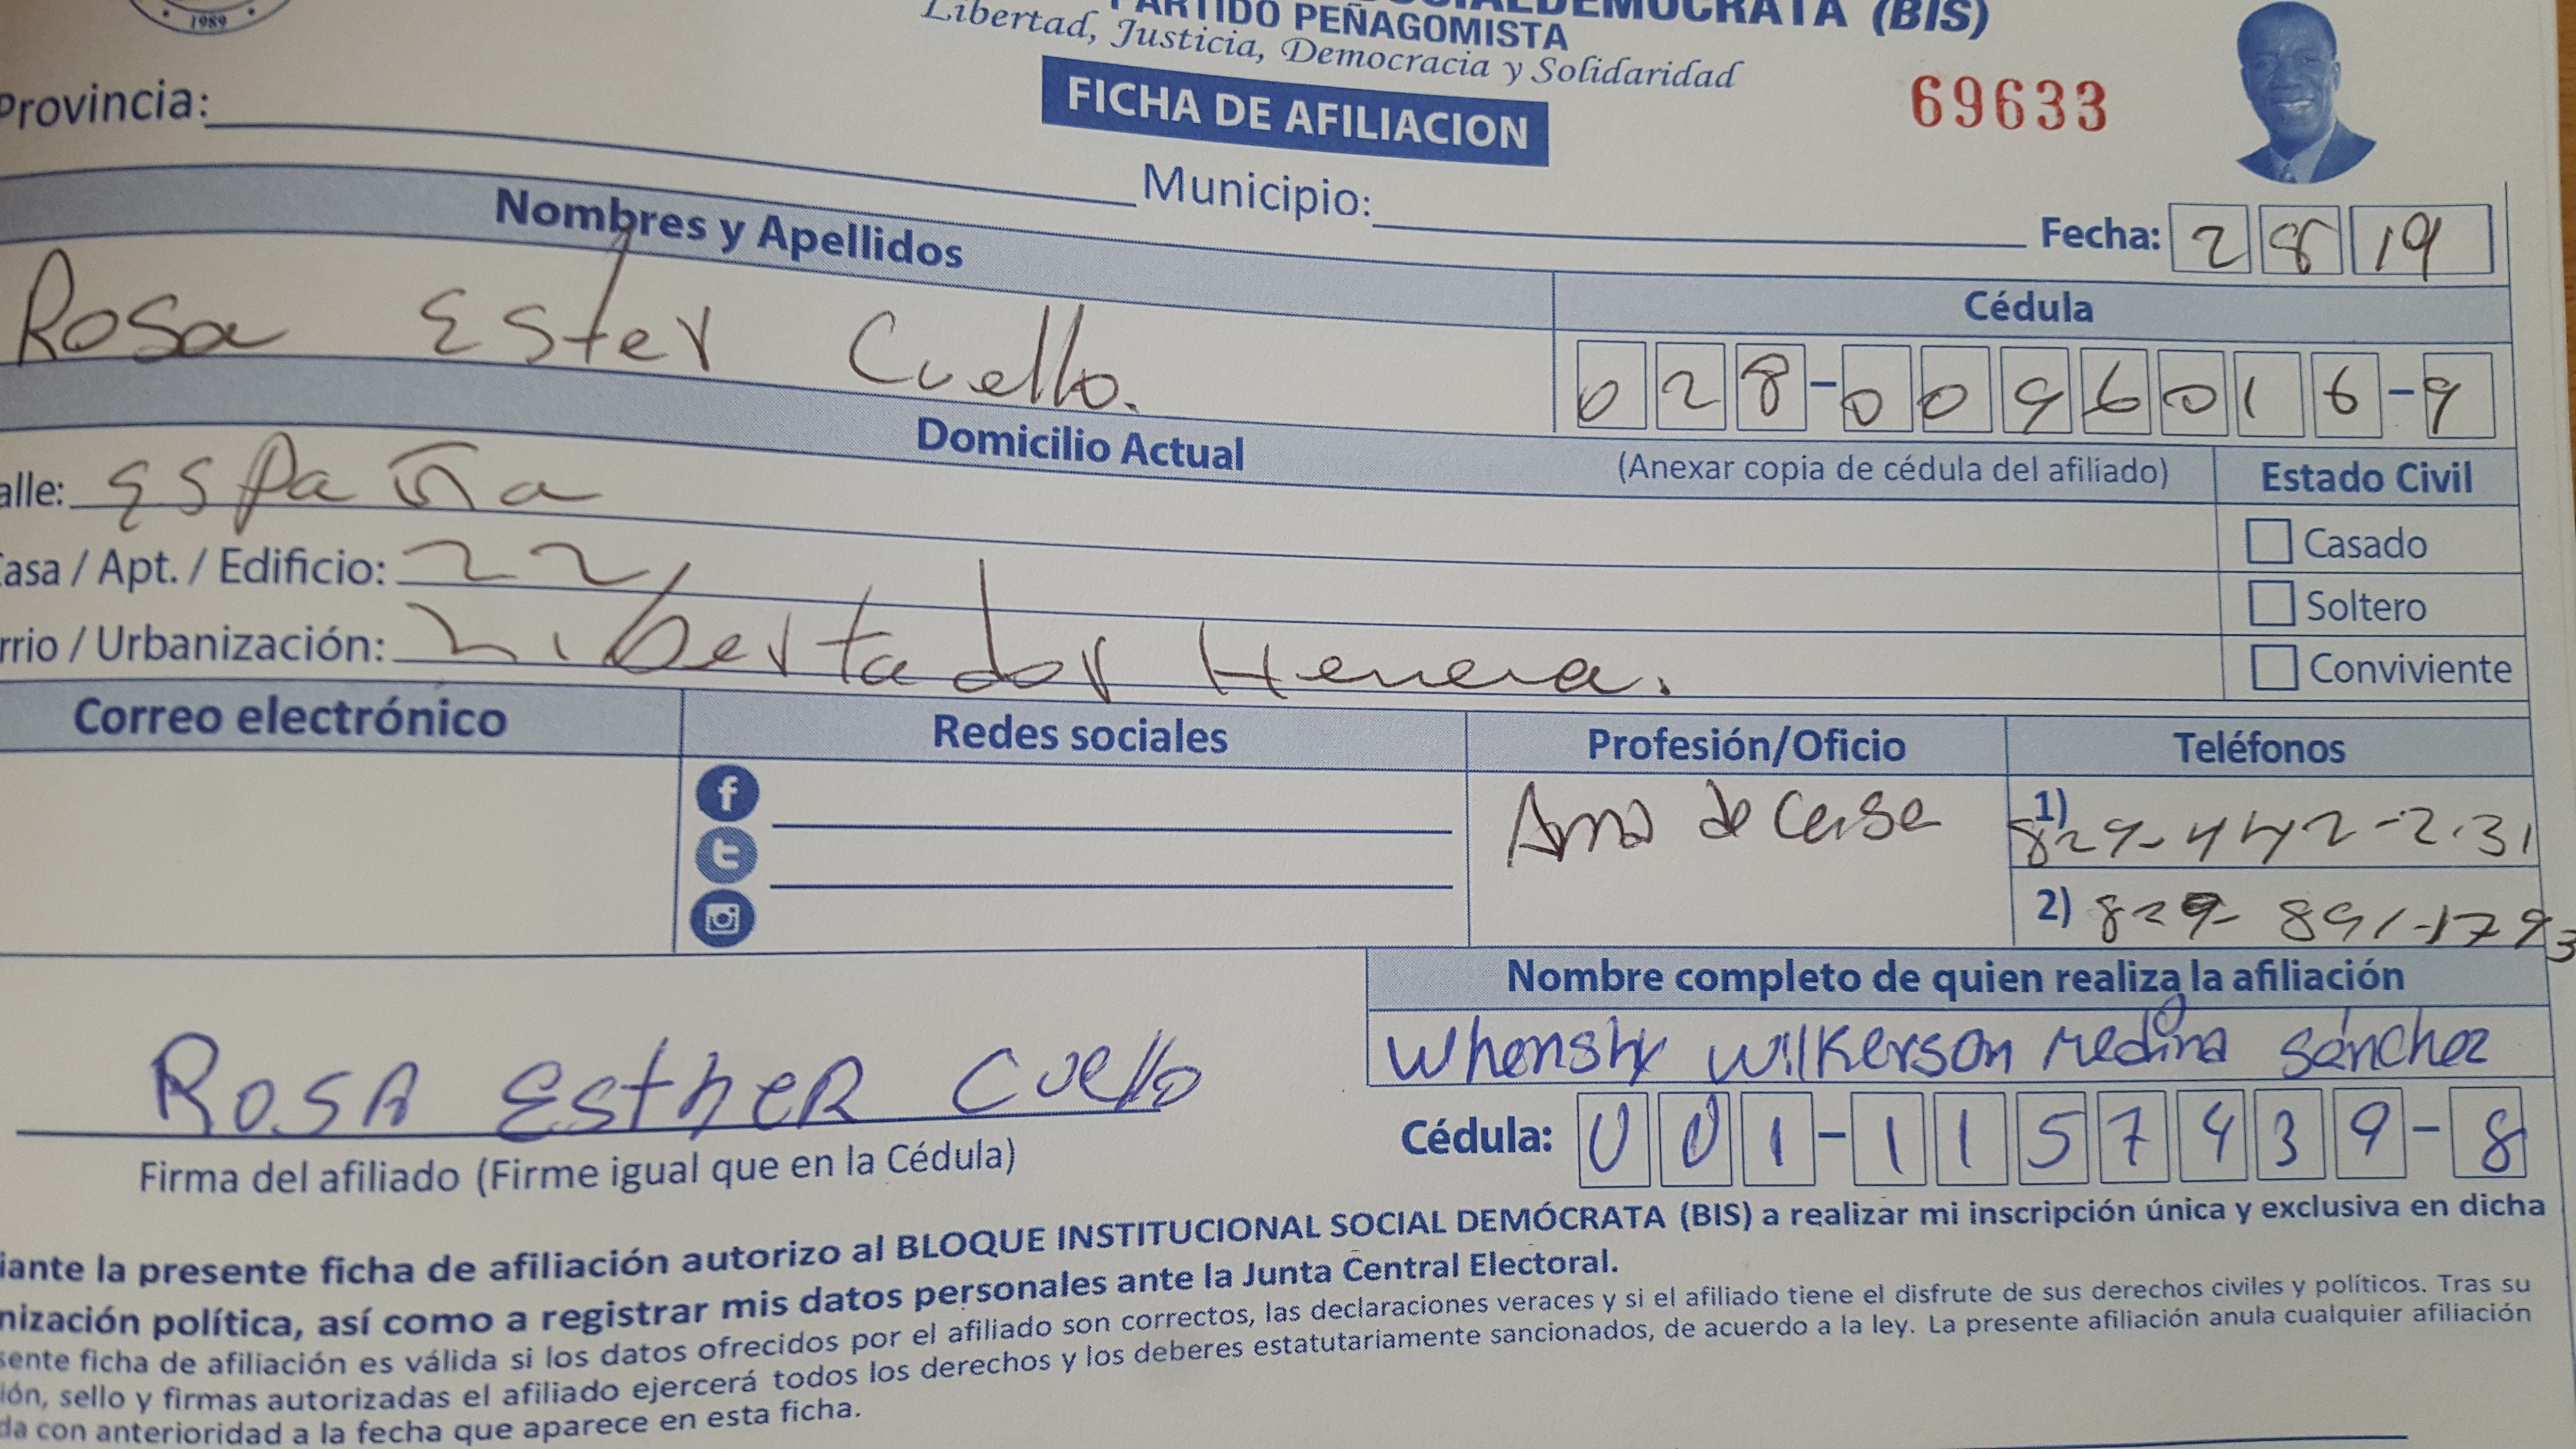 1989
(BIS)
PARTIDO PEÑAGOMISTA
Libertad, Justicia, Democracia y Solidaridad
FICHA DE AFILIACION
69633
Provincia:
Municipio:
Fecha: 2 8 19
Nombres y Apellidos
Cédula
Rosa Ester Cuello.
028-0096016-9
Domicilio Actual
(Anexar copia de cédula del afiliado)
Estado Civil
alle: España
Casado
Casa / Apt. / Edificio: 22
Soltero
rrio / Urbanización: Libertador Herrera.
Conviviente
Correo electrónico
Redes sociales
Profesión/Oficio
Teléfonos
Ama de Casa
1) 829-442-2.31
2) 829-891-1793
Nombre completo de quien realiza la afiliación
Wilkerson Medina Sánchez
ROSA EsthER Cuello
Cédula: 001-1157439-8
Firma del afiliado (Firme igual que en la Cédula)
iante la presente ficha de afiliación autorizo al BLOQUE INSTITUCIONAL SOCIAL DEMÓCRATA (BIS) a realizar mi inscripción única y exclusiva en dicha
nización política, así como a registrar mis datos personales ante la Junta Central Electoral.
sente ficha de afiliación es válida si los datos ofrecidos por el afiliado son correctos, las declaraciones veraces y si el afiliado tiene el disfrute de sus derechos civiles y políticos. Tras su
ión, sello y firmas autorizadas el afiliado ejercerá todos los derechos y los deberes estatutariamente sancionados, de acuerdo a la ley. La presente afiliación anula cualquier afiliación
da con anterioridad a la fecha que aparece en esta ficha.